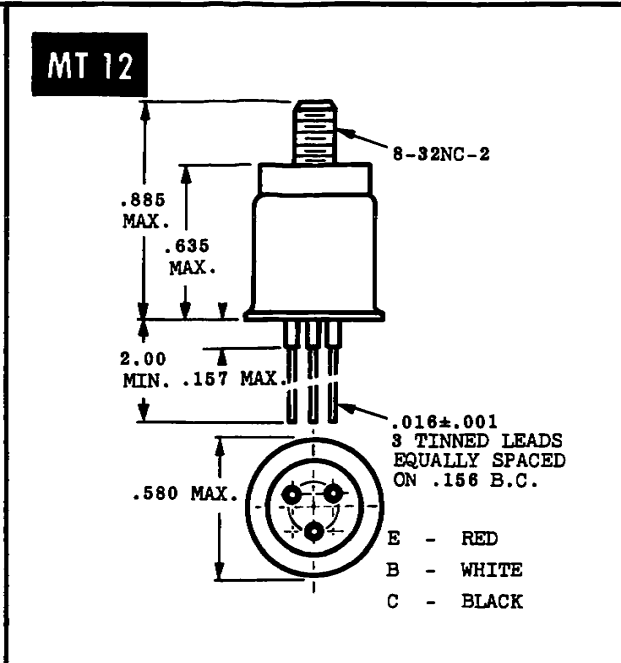 MT 12
8-32NC-2
.885
MAX.
.635
MAX.
2.00
MIN.
.157 MAX.
.016±.001
3 TINNED LEADS
EQUALLY SPACED
ON .156 B.C.
.580 MAX.
E - RED
B - WHITE
C - BLACK